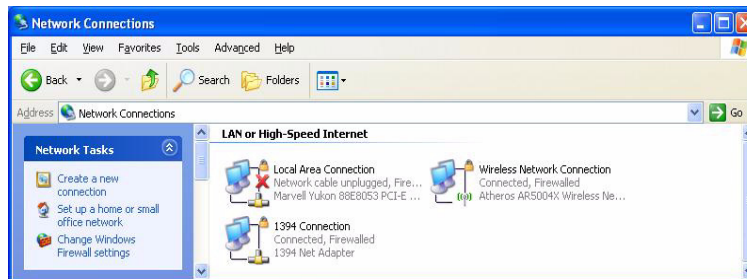 Network Connections
File Edit View Favorites Tools Advanced Help
Back Search Folders
Address Network Connections Go
Network Tasks
Create a new
connection
Set up a home or small
office network
Change Windows
Firewall settings
LAN or High-Speed Internet
Local Area Connection
Network cable unplugged, Fire...
Marvell Yukon 88E8053 PCI-E ...
Wireless Network Connection
Connected, Firewalled
Atheros AR5004X Wireless Ne...
1394 Connection
Connected, Firewalled
1394 Net Adapter